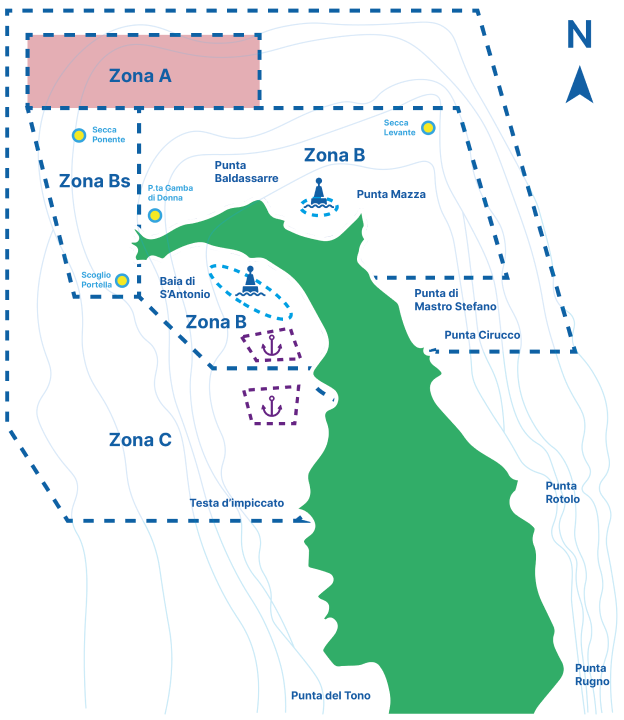 N
Zona A
Secca
Ponente
Secca
Levante
Zona B
Punta
Baldassarre
Zona Bs
P.ta Gamba
di Donna
Punta Mazza
Scoglio
Portella
Baia di
S'Antonio
Punta di
Mastro Stefano
Zona B
Punta Cirucco
Zona C
Punta
Rotolo
Testa d'impiccato
Punta
Rugno
Punta del Tono